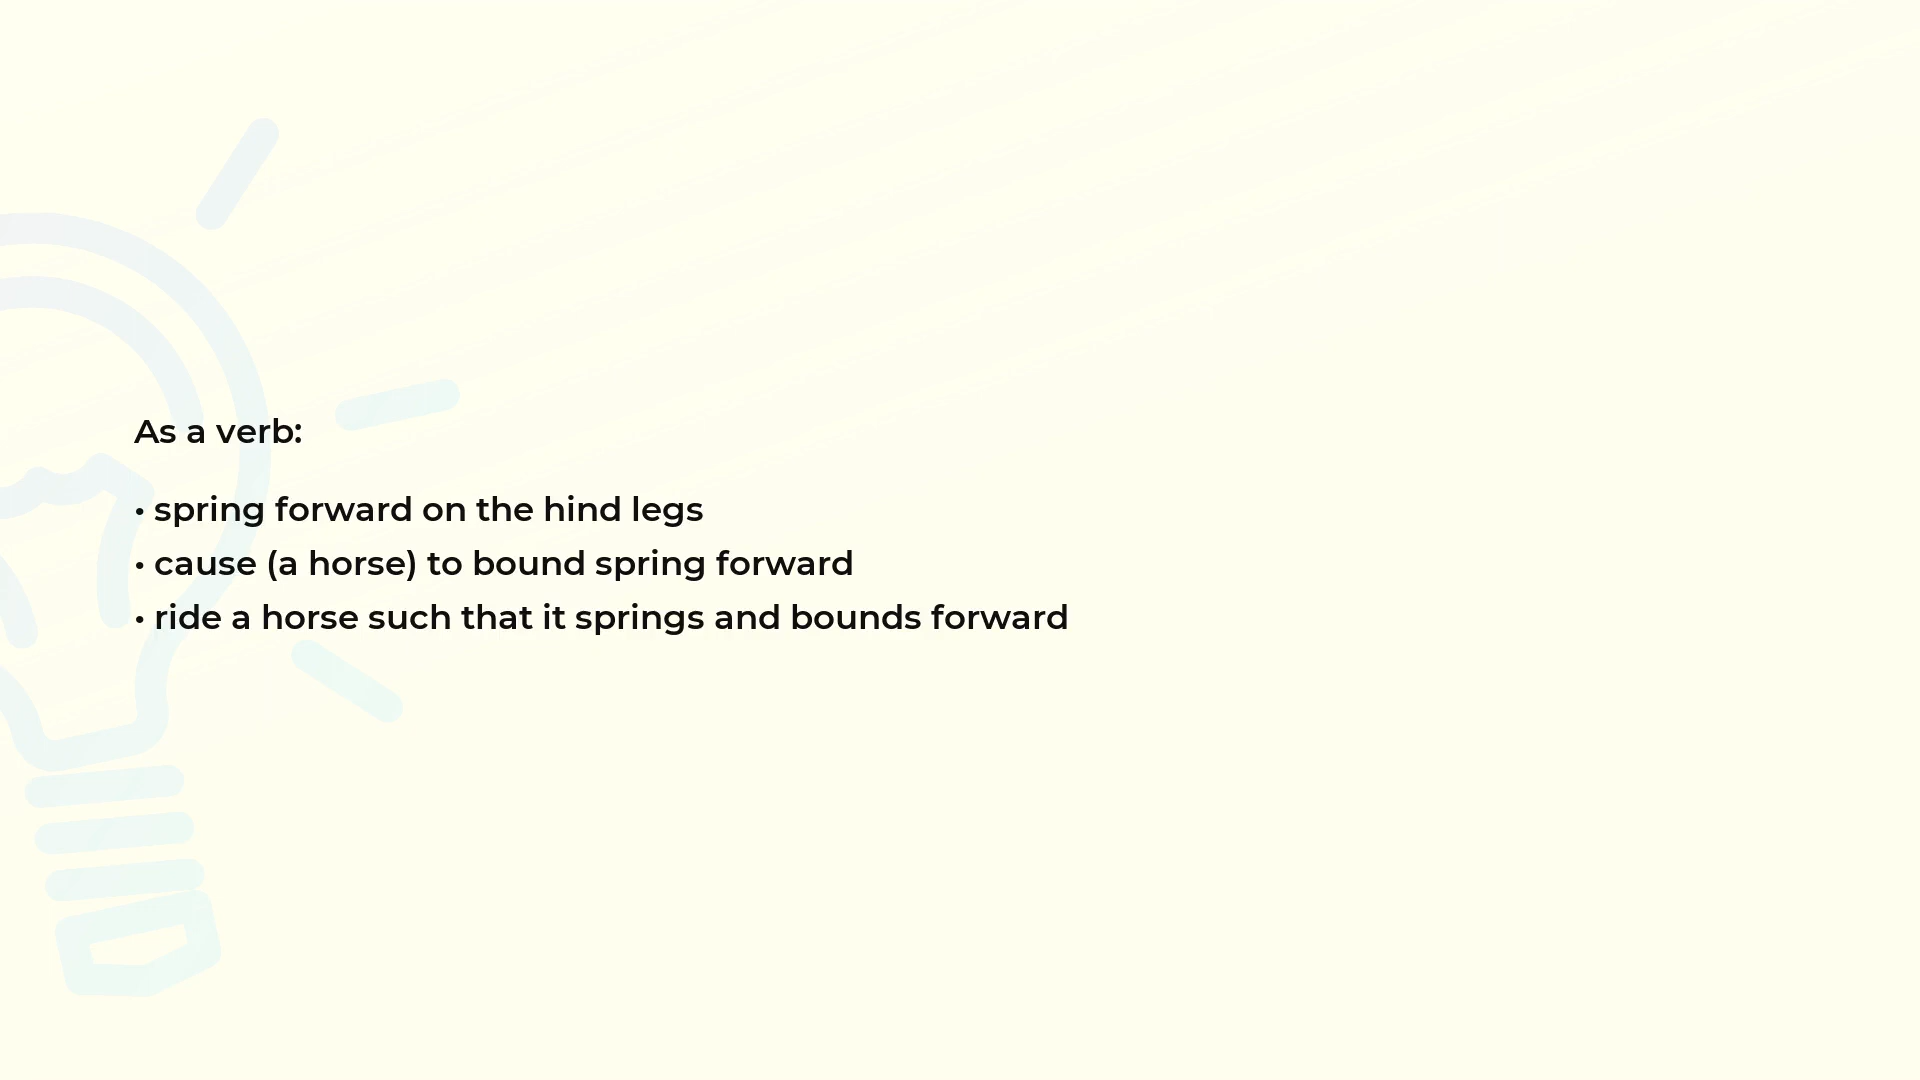 As a verb:
• spring forward on the hind legs
• cause (a horse) to bound spring forward
• ride a horse such that it springs and bounds forward